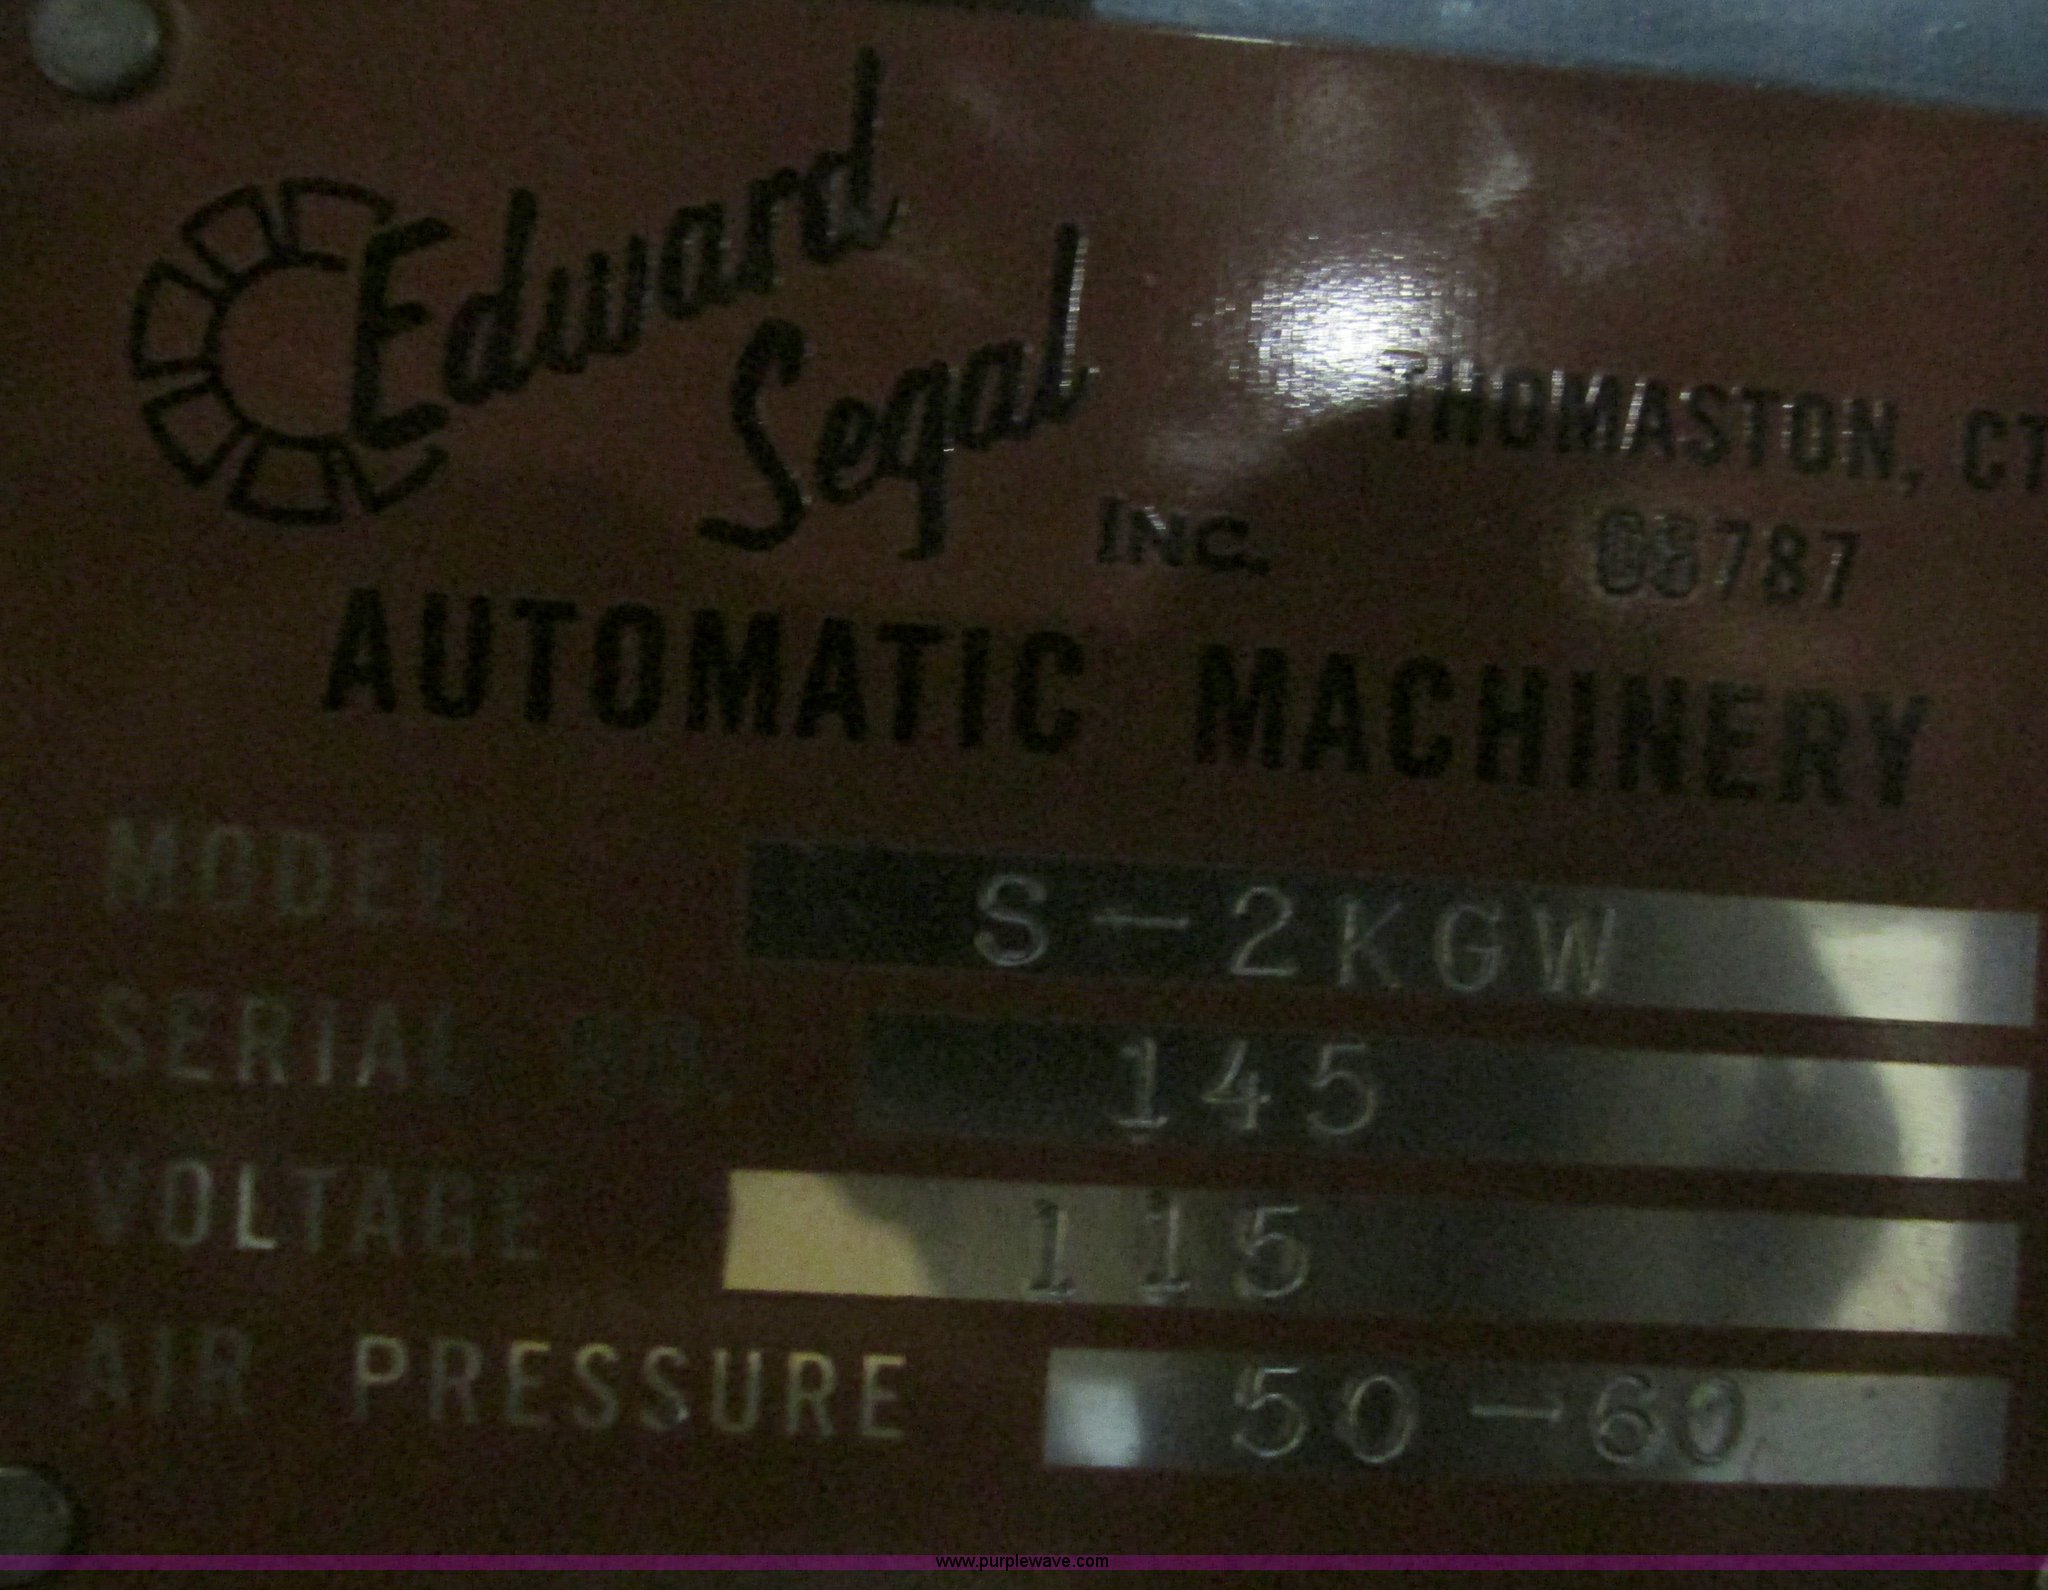 Edward
Segal
INC.
THOMASTON, CT
787
AUTOMATIC MACHINERY
MODEL S-2KGW
SERIAL NO. 145
VOLTAGE 115
AIR PRESSURE 50-60
www.purplewave.com